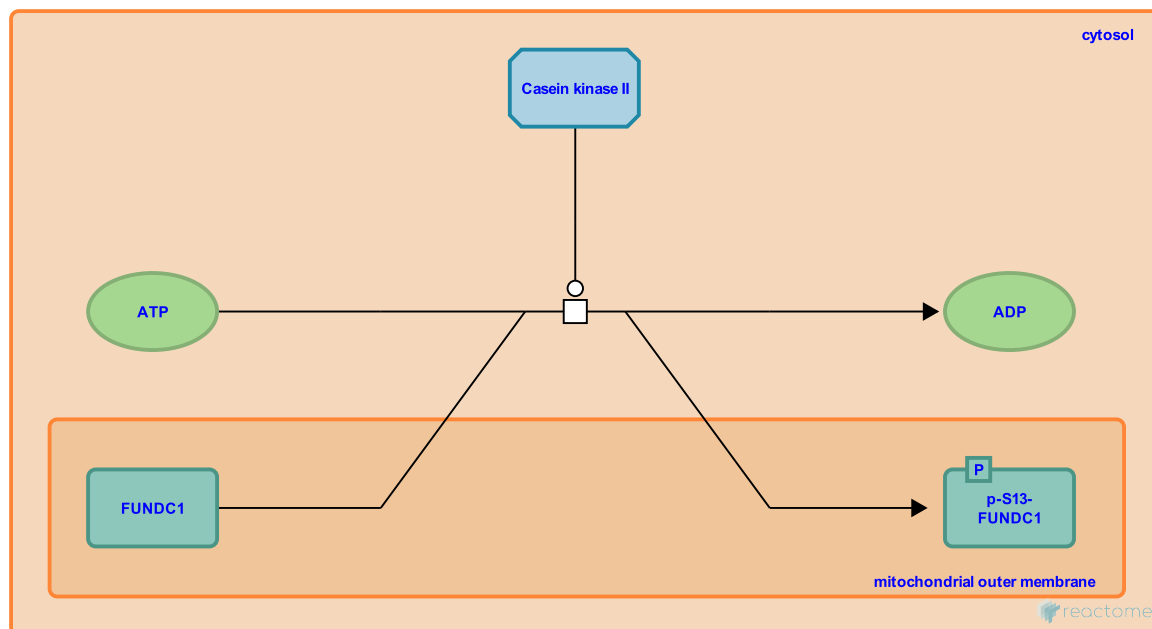 cytosol
Casein kinase II
ATP
ADP
FUNDC1
P
p-S13-
FUNDC1
mitochondrial outer membrane
reactome